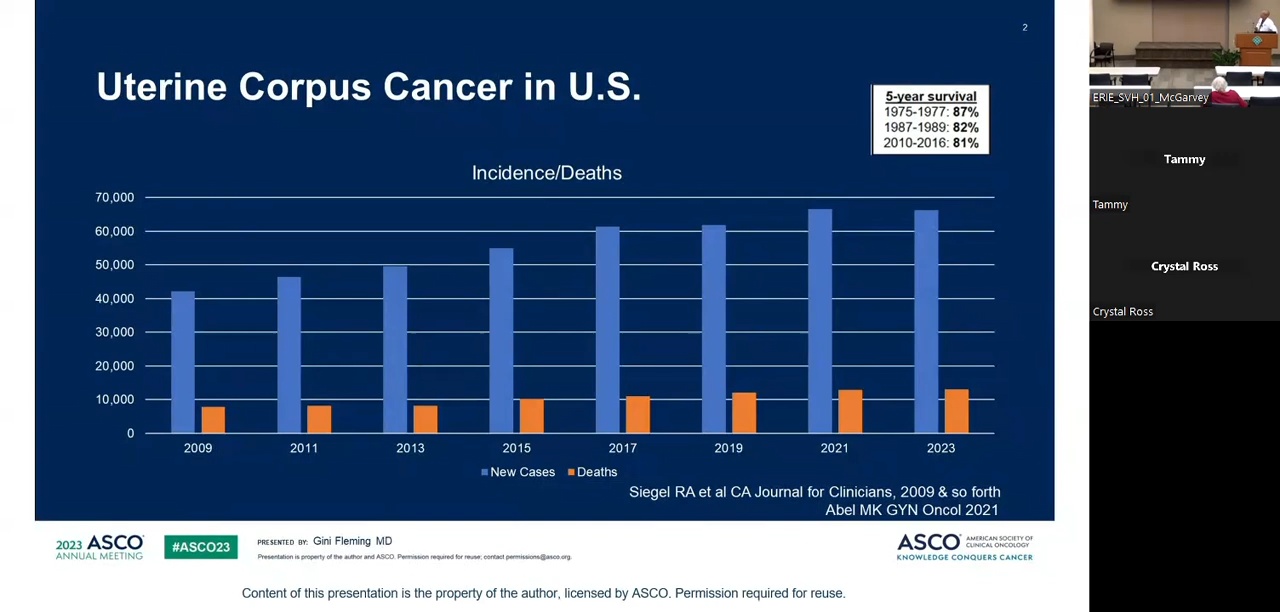 2
Uterine Corpus Cancer in U.S.
5-year survival
1975-1977: 87%
1987-1989: 82%
2010-2016: 81%
Incidence/Deaths
70,000
60,000
50,000
40,000
30,000
20,000
10,000
0
2009 2011 2013 2015 2017 2019 2021 2023
New Cases Deaths
Siegel RA et al CA Journal for Clinicians, 2009 & so forth
Abel MK GYN Oncol 2021
2023 ASCO
ANNUAL MEETING
#ASCO23
PRESENTED BY: Gini Fleming MD
Presentation is property of the author and ASCO. Permission required for reuse; contact permissions@asco.org.
ASCO AMERICAN SOCIETY OF
CLINICAL ONCOLOGY
KNOWLEDGE CONQUERS CANCER
Content of this presentation is the property of the author, licensed by ASCO. Permission required for reuse.
ERIE_SVH_01_McGarvey
Tammy
Tammy
Crystal Ross
Crystal Ross